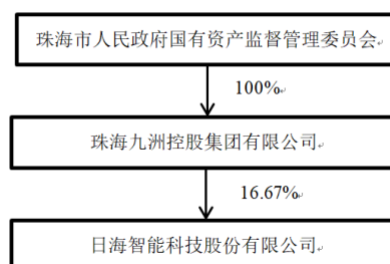 珠海市人民政府国有资产监督管理委员会
100%
珠海九洲控股集团有限公司
16.67%
日海智能科技股份有限公司